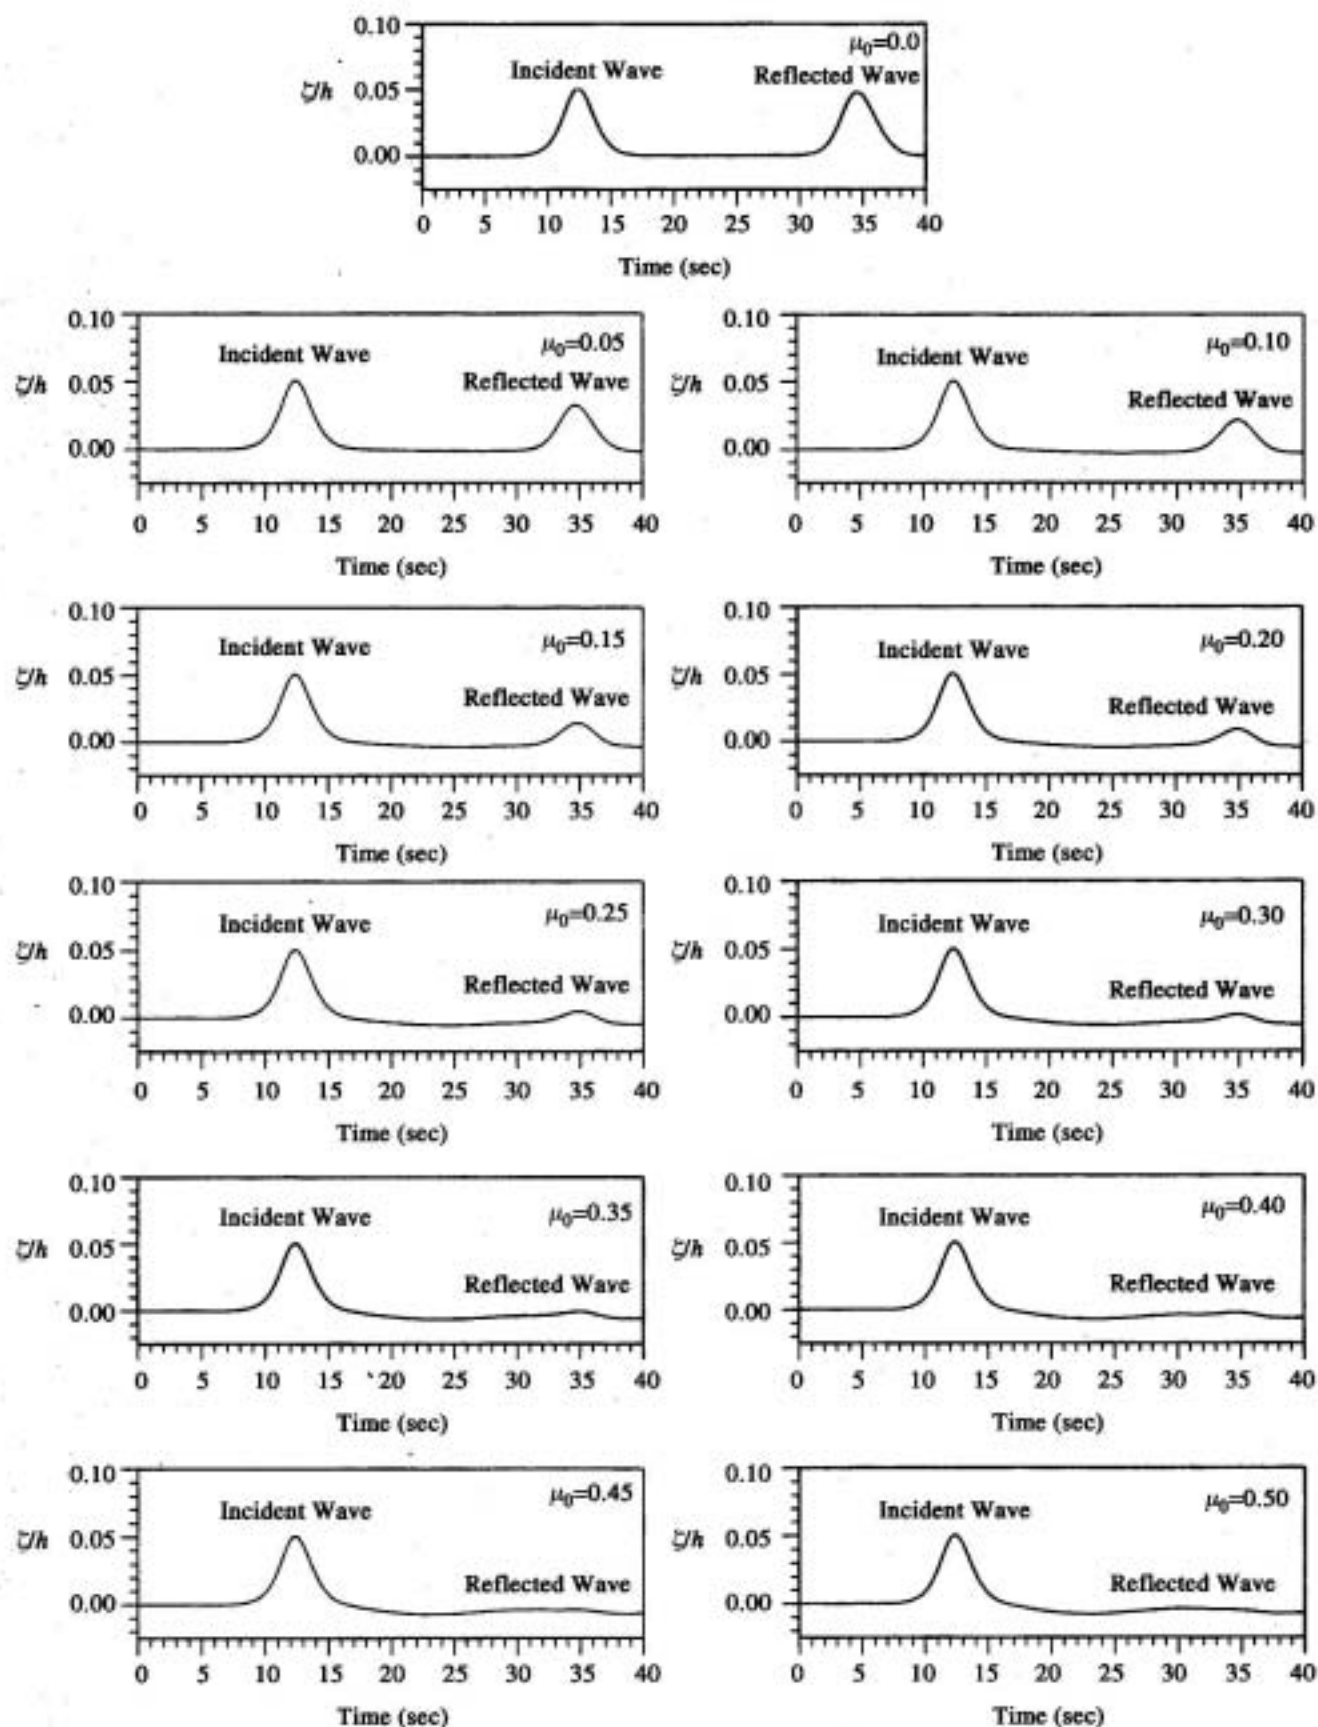 0.10
μ₀=0.0
Incident Wave
Reflected Wave
ζ/h
0.05
0.00
0 5 10 15 20 25 30 35 40
Time (sec)
0.10
μ₀=0.05
Incident Wave
Reflected Wave
ζ/h
0.05
0.00
0 5 10 15 20 25 30 35 40
Time (sec)
0.10
μ₀=0.10
Incident Wave
Reflected Wave
ζ/h
0.05
0.00
0 5 10 15 20 25 30 35 40
Time (sec)
0.10
μ₀=0.15
Incident Wave
Reflected Wave
ζ/h
0.05
0.00
0 5 10 15 20 25 30 35 40
Time (sec)
0.10
μ₀=0.20
Incident Wave
Reflected Wave
ζ/h
0.05
0.00
0 5 10 15 20 25 30 35 40
Time (sec)
0.10
μ₀=0.25
Incident Wave
Reflected Wave
ζ/h
0.05
0.00
0 5 10 15 20 25 30 35 40
Time (sec)
0.10
μ₀=0.30
Incident Wave
Reflected Wave
ζ/h
0.05
0.00
0 5 10 15 20 25 30 35 40
Time (sec)
0.10
μ₀=0.35
Incident Wave
Reflected Wave
ζ/h
0.05
0.00
0 5 10 15 20 25 30 35 40
Time (sec)
0.10
μ₀=0.40
Incident Wave
Reflected Wave
ζ/h
0.05
0.00
0 5 10 15 20 25 30 35 40
Time (sec)
0.10
μ₀=0.45
Incident Wave
Reflected Wave
ζ/h
0.05
0.00
0 5 10 15 20 25 30 35 40
Time (sec)
0.10
μ₀=0.50
Incident Wave
Reflected Wave
ζ/h
0.05
0.00
0 5 10 15 20 25 30 35 40
Time (sec)